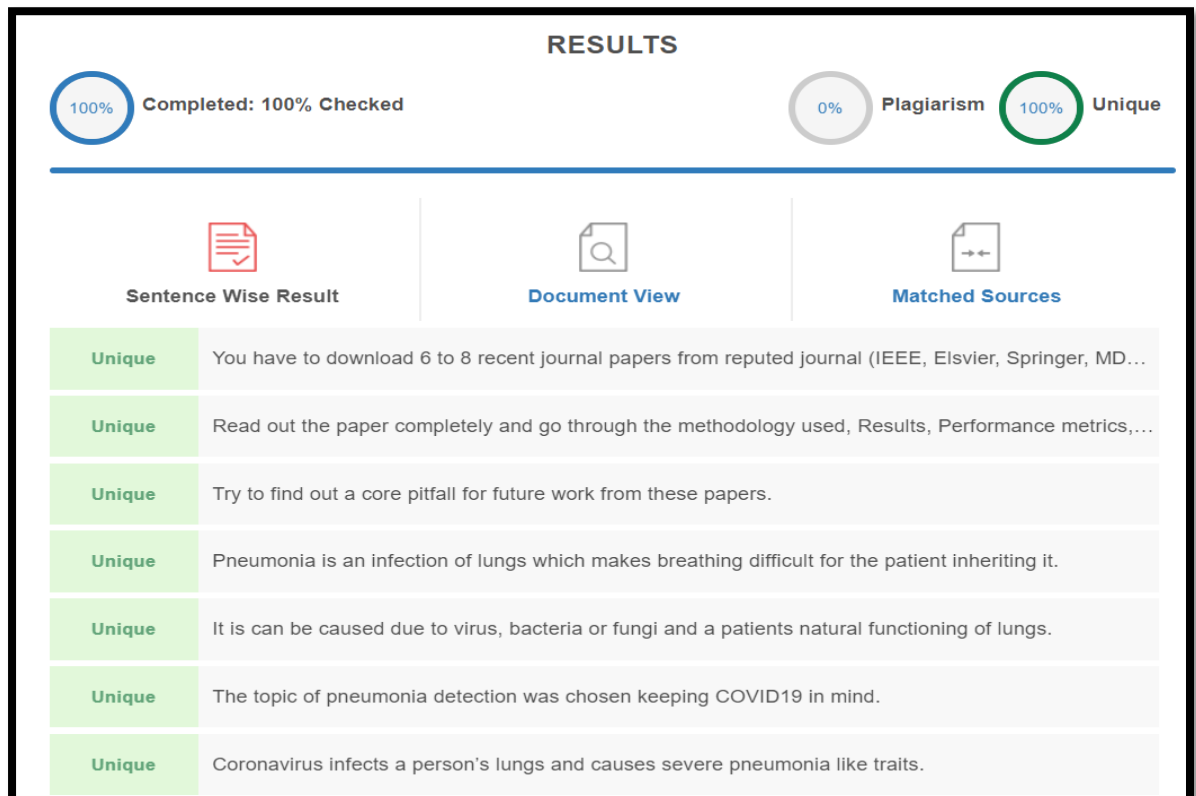 RESULTS
100% Completed: 100% Checked 0% Plagiarism 100% Unique
Sentence Wise Result Document View Matched Sources
Unique You have to download 6 to 8 recent journal papers from reputed journal (IEEE, Elsvier, Springer, MD...
Unique Read out the paper completely and go through the methodology used, Results, Performance metrics,...
Unique Try to find out a core pitfall for future work from these papers.
Unique Pneumonia is an infection of lungs which makes breathing difficult for the patient inheriting it.
Unique It is can be caused due to virus, bacteria or fungi and a patients natural functioning of lungs.
Unique The topic of pneumonia detection was chosen keeping COVID19 in mind.
Unique Coronavirus infects a person’s lungs and causes severe pneumonia like traits.